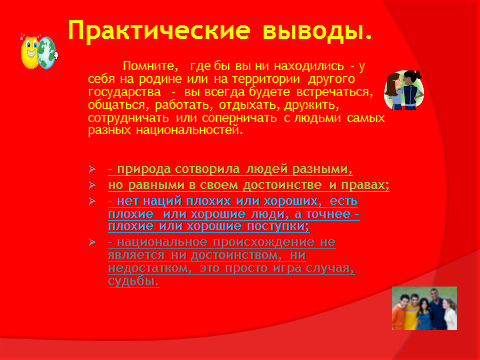 Практические выводы.
Помните, где бы вы ни находились - у
себя на родине или на территории другого
государства - вы всегда будете встречаться,
общаться, работать, отдыхать, дружить,
сотрудничать или соперничать с людьми самых
разных национальностей.
- природа сотворила людей разными,
но равными в своем достоинстве и правах;
- нет наций плохих или хороших, есть
плохие или хорошие люди, а точнее –
плохие или хорошие поступки;
- национальное происхождение не
является ни достоинством, ни
недостатком, это просто игра случая,
судьбы.